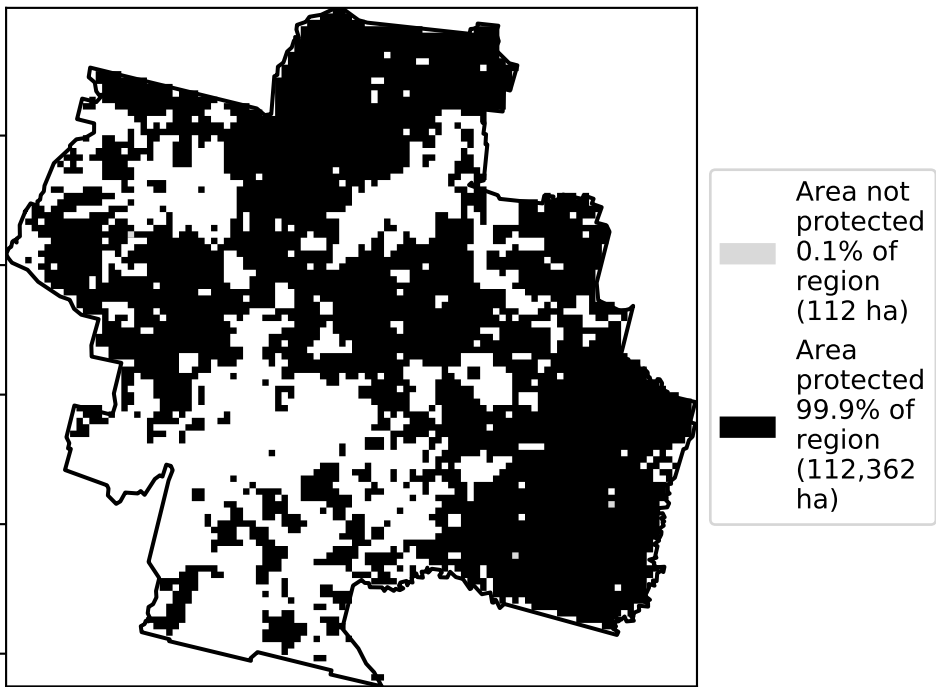 Area not
protected
0.1% of
region
(112 ha)
Area
protected
99.9% of
region
(112,362
ha)